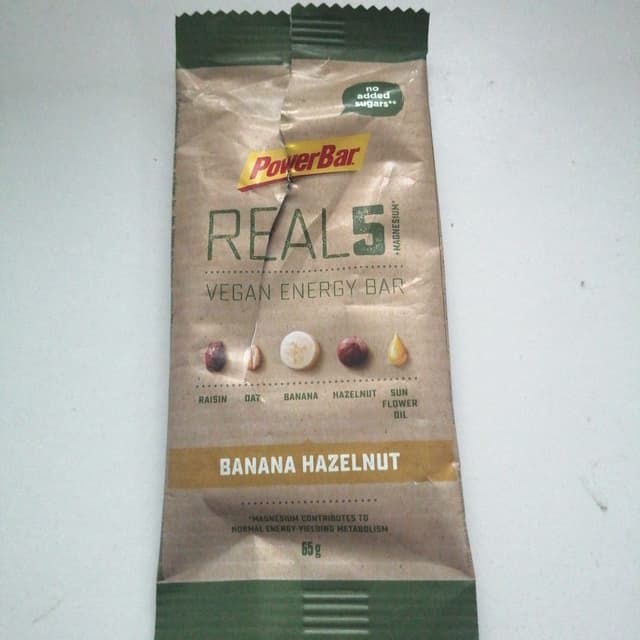 no
added
sugars**
PowerBar
REAL5
+MAGNESIUM*
VEGAN ENERGY BAR
RAISIN OAT BANANA HAZELNUT SUN
FLOWER
OIL
BANANA HAZELNUT
*MAGNESIUM CONTRIBUTES TO
NORMAL ENERGY-YIELDING METABOLISM
65g